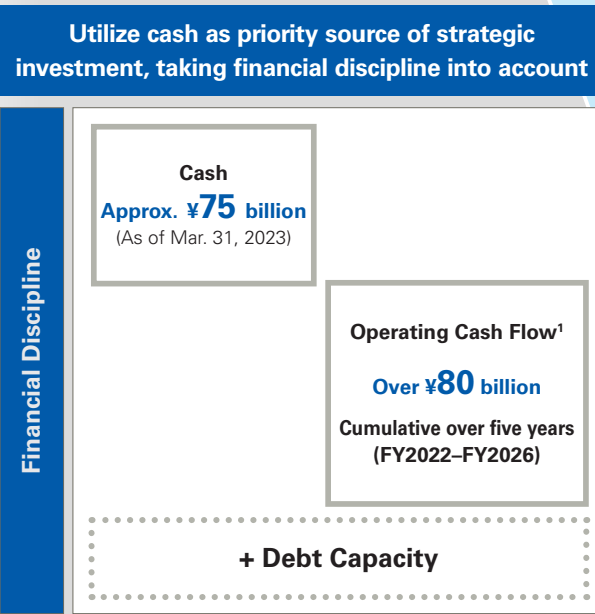 Utilize cash as priority source of strategic
investment, taking financial discipline into account
Financial Discipline
Cash
Approx. ¥75 billion
(As of Mar. 31, 2023)
Operating Cash Flow¹
Over ¥80 billion
Cumulative over five years
(FY2022–FY2026)
+ Debt Capacity